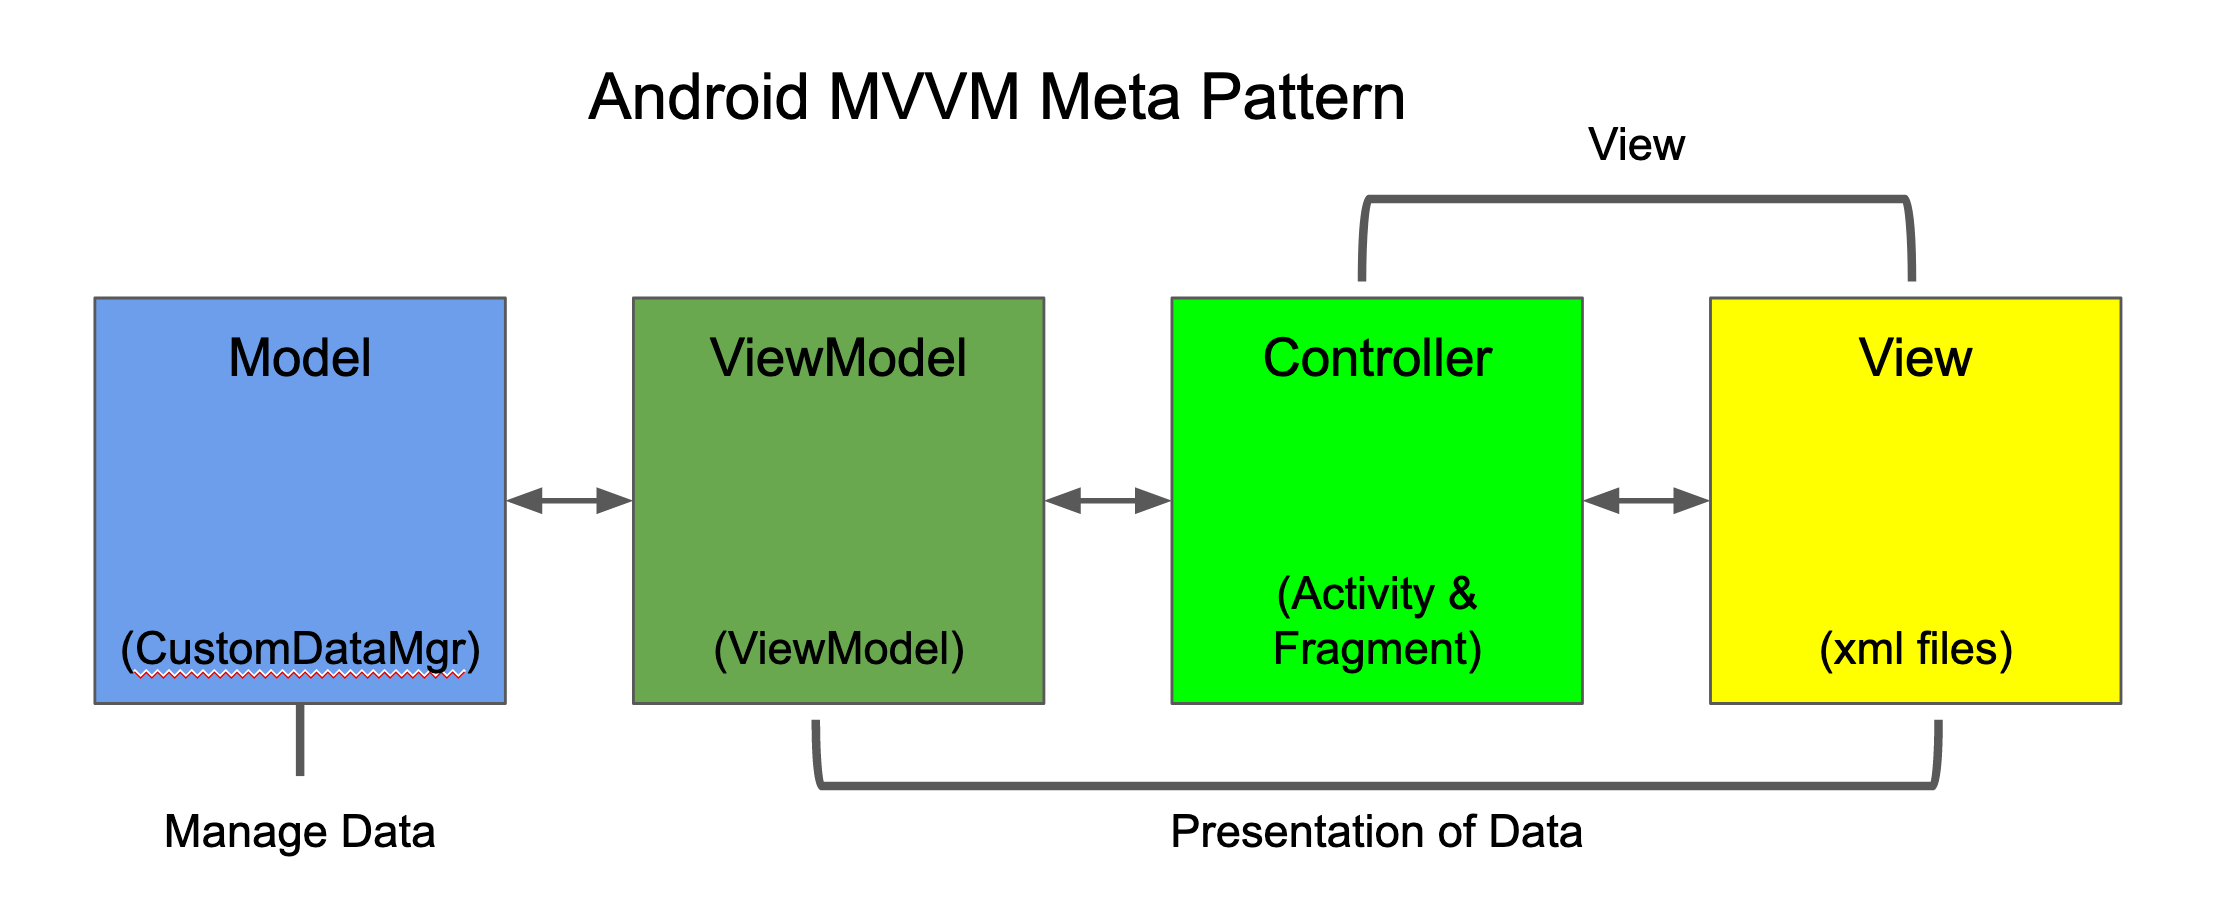 Android MVVM Meta Pattern
View
Model
ViewModel
Controller
View
(CustomDataMgr)
(ViewModel)
(Activity &
Fragment)
(xml files)
Manage Data
Presentation of Data